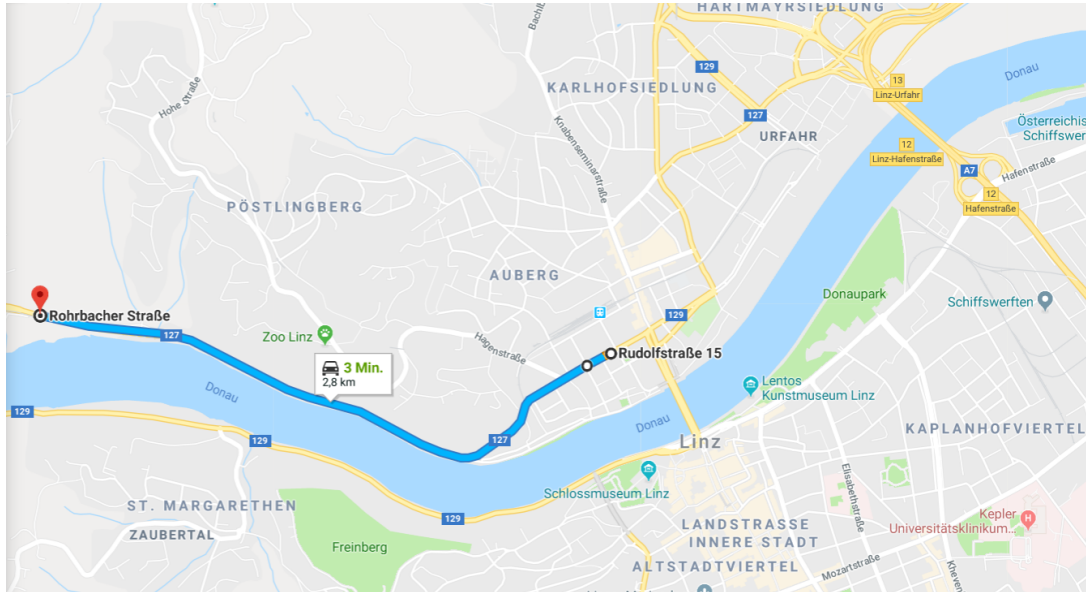 HARTMAYRSIEDLUNG
129
KARLHOFSIEDLUNG
127
URFAHR
Hohe Straße
Knabenseminarstraße
13
Linz-Urfahr
Donau
12
Linz-Hafenstraße
A7
12
Hafenstraße
Hafenstraße
PÖSTLINGBERG
AUBERG
Donaupark
Schiffswerften
Rohrbacher Straße
127
Zoo Linz
3 Min.
2,8 km
Hagenstraße
129
Rudolfstraße 15
Lentos
Kunstmuseum Linz
Donau
129
129
127
Donau
Linz
KAPLANHOFVIERTEL
Schlossmuseum Linz
Elisabethstraße
ST. MARGARETHEN
ZAUBERTAL
129
Freinberg
LANDSTRASSE
INNERE STADT
ALTSTADTVIERTEL
Kepler
Universitätsklinikum...
H
Mozartstraße